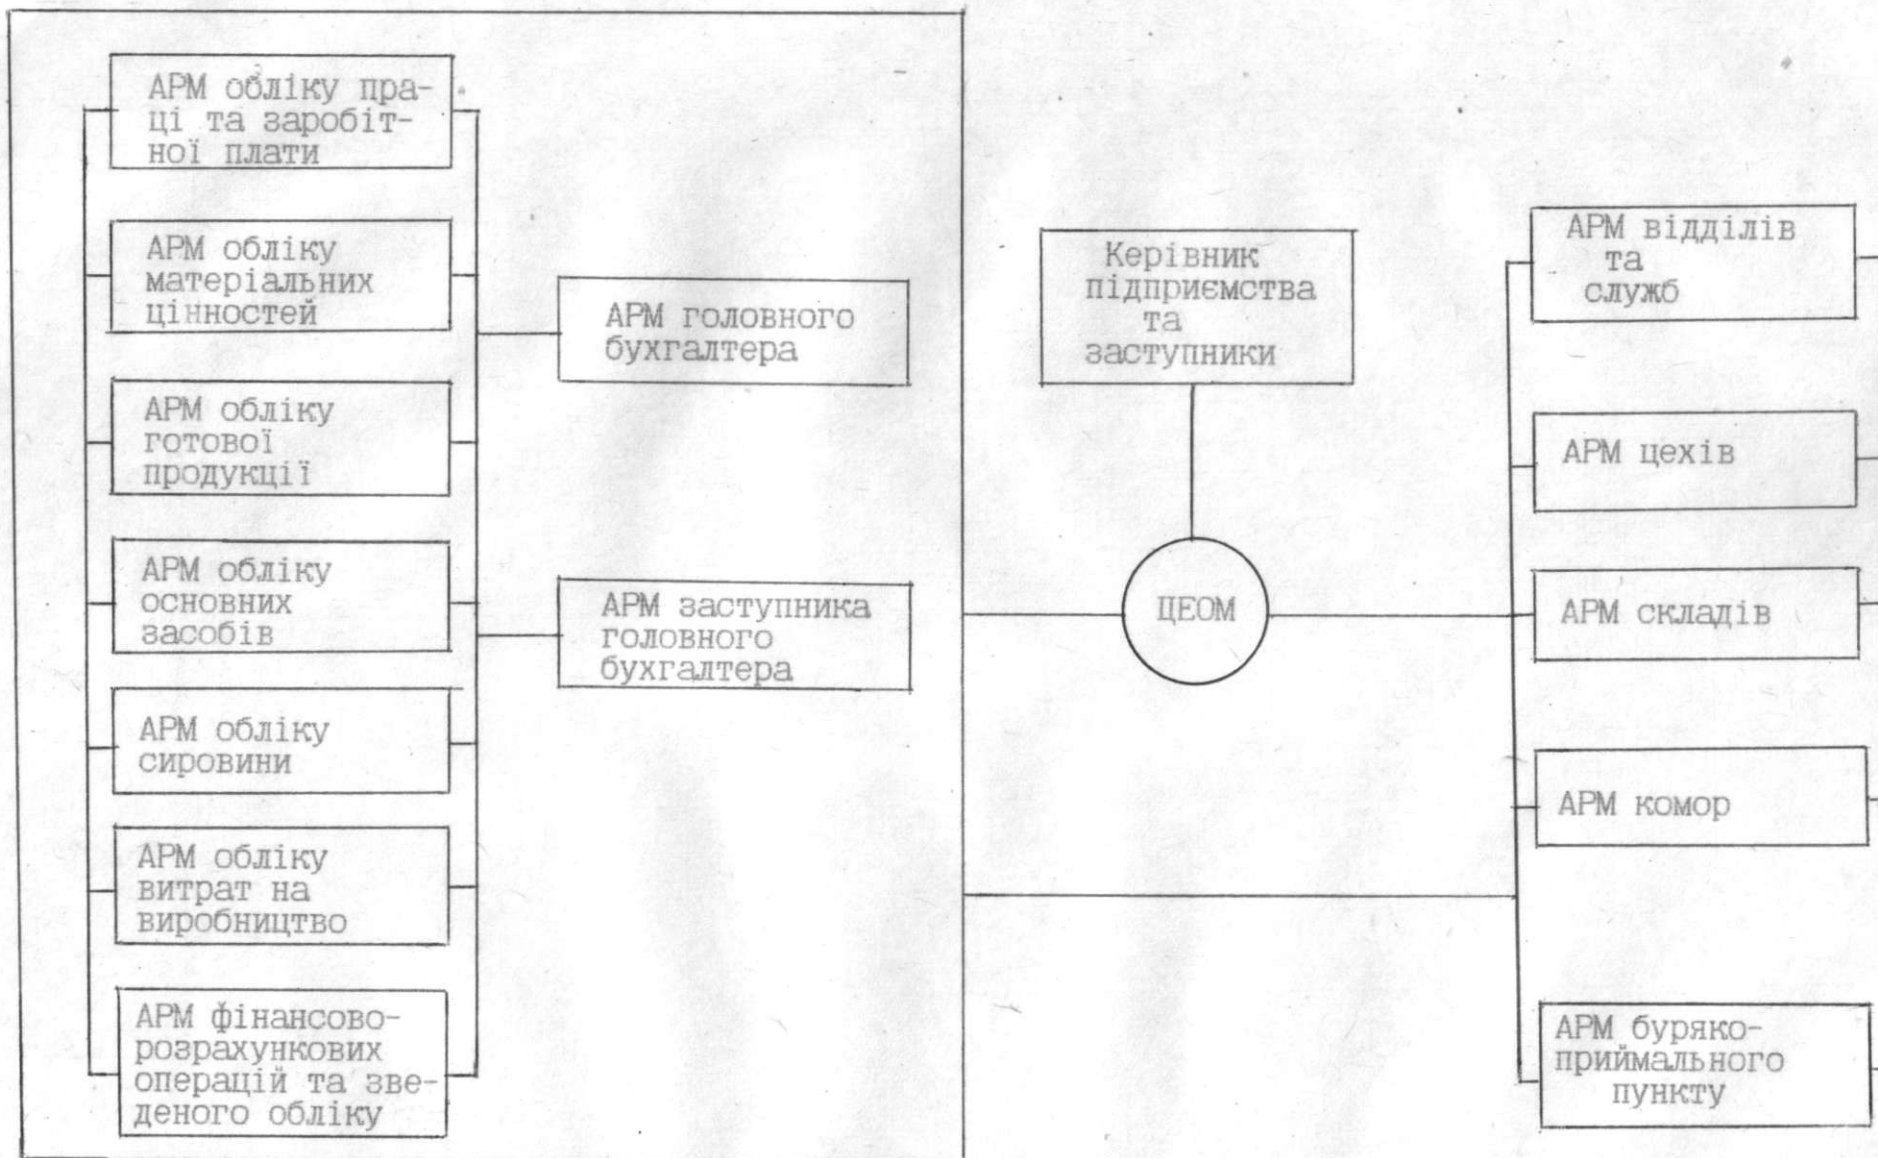 АРМ обліку пра-
ці та заробіт-
ної плати
АРМ обліку
матеріальних
цінностей
АРМ обліку
готової
продукції
АРМ обліку
основних
засобів
АРМ обліку
сировини
АРМ обліку
витрат на
виробництво
АРМ фінансово-
розрахункових
операцій та зве-
деного обліку
АРМ головного
бухгалтера
АРМ заступника
головного
бухгалтера
Керівник
підприємства
та
заступники
ЦЕОМ
АРМ відділів
та
служб
АРМ цехів
АРМ складів
АРМ комор
АРМ буряко-
приймального
пункту